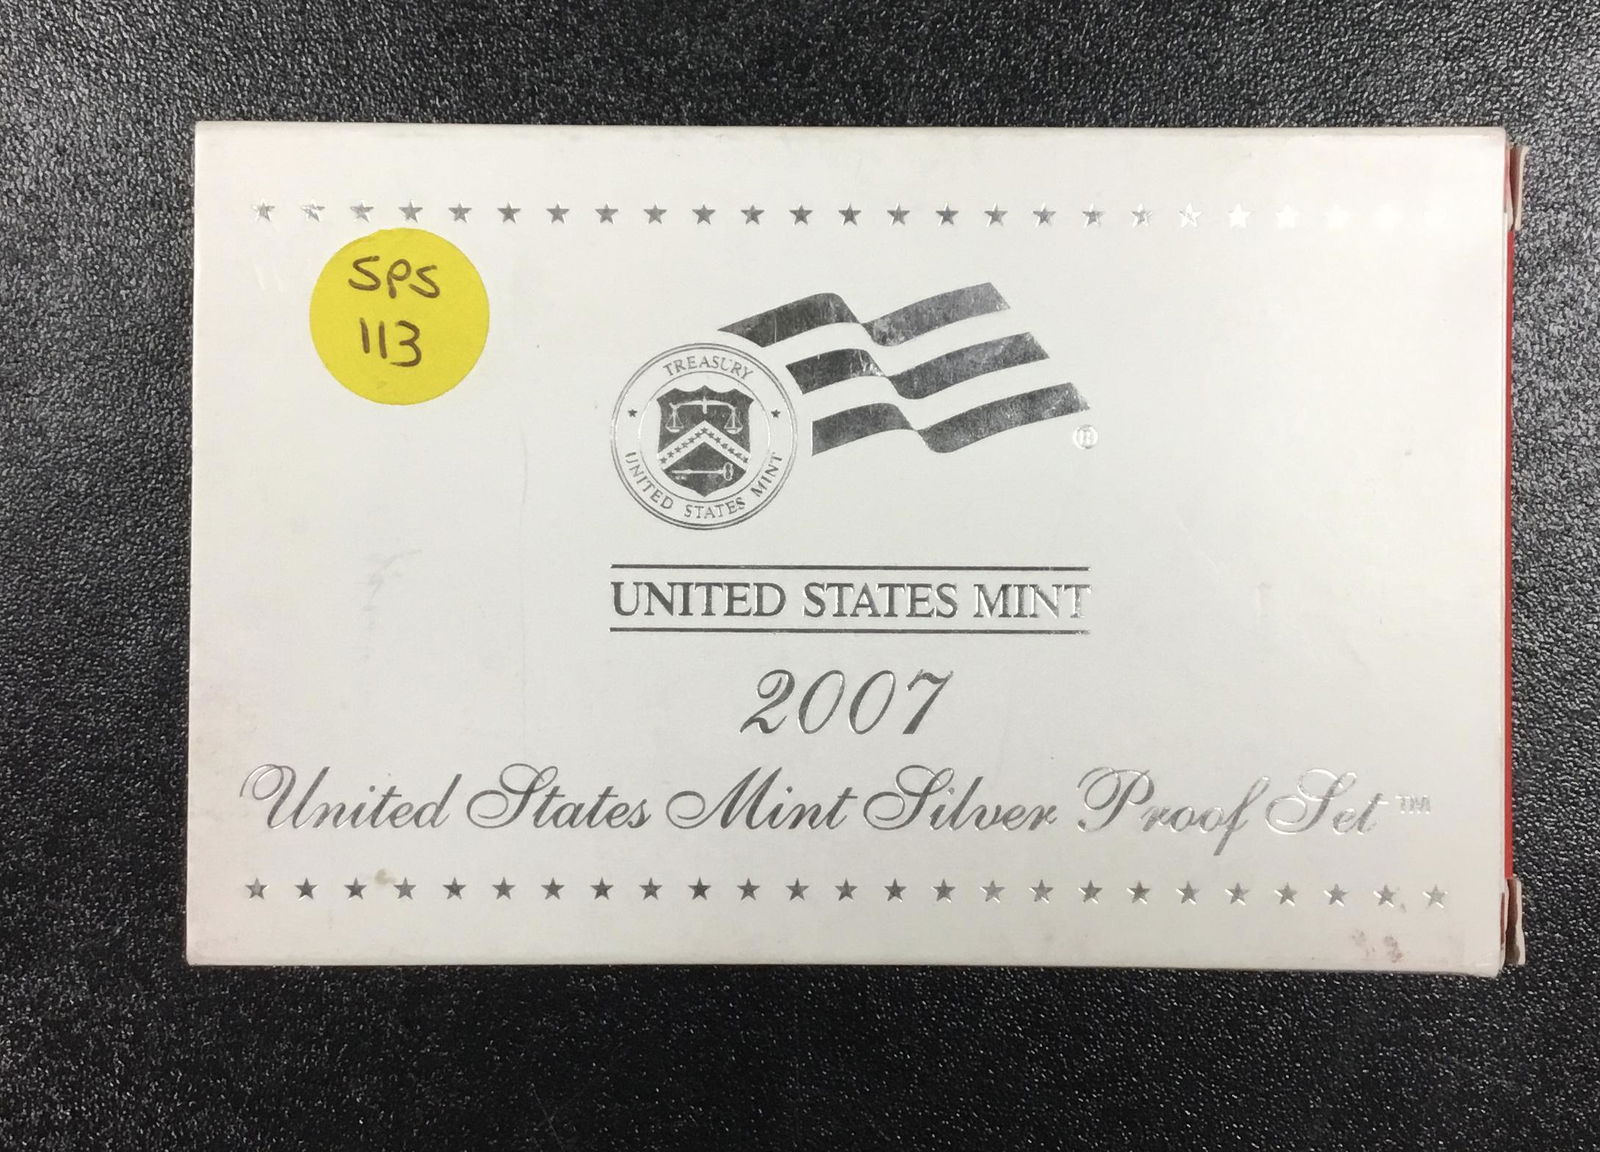 SPS
113
TREASURY
UNITED STATES MINT
®
UNITED STATES MINT
2007
United States Mint Silver Proof Set™